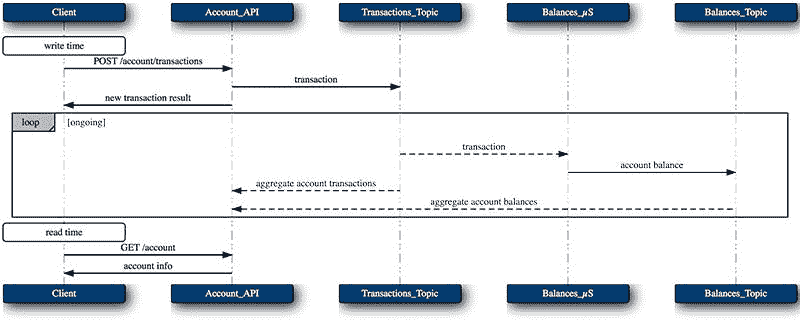 Client Account_API Transactions_Topic Balances_µS Balances_Topic
write time
POST /account/transactions
transaction
new transaction result
loop [ongoing]
transaction
account balance
aggregate account transactions
aggregate account balances
read time
GET /account
account info
Client Account_API Transactions_Topic Balances_µS Balances_Topic